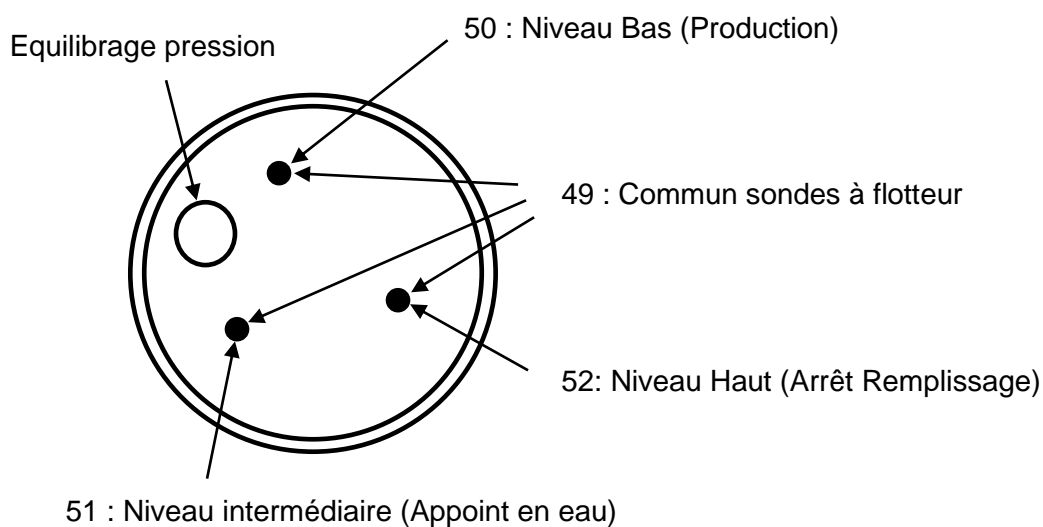 50 : Niveau Bas (Production)
Equilibrage pression
49 : Commun sondes à flotteur
52: Niveau Haut (Arrêt Remplissage)
51 : Niveau intermédiaire (Appoint en eau)